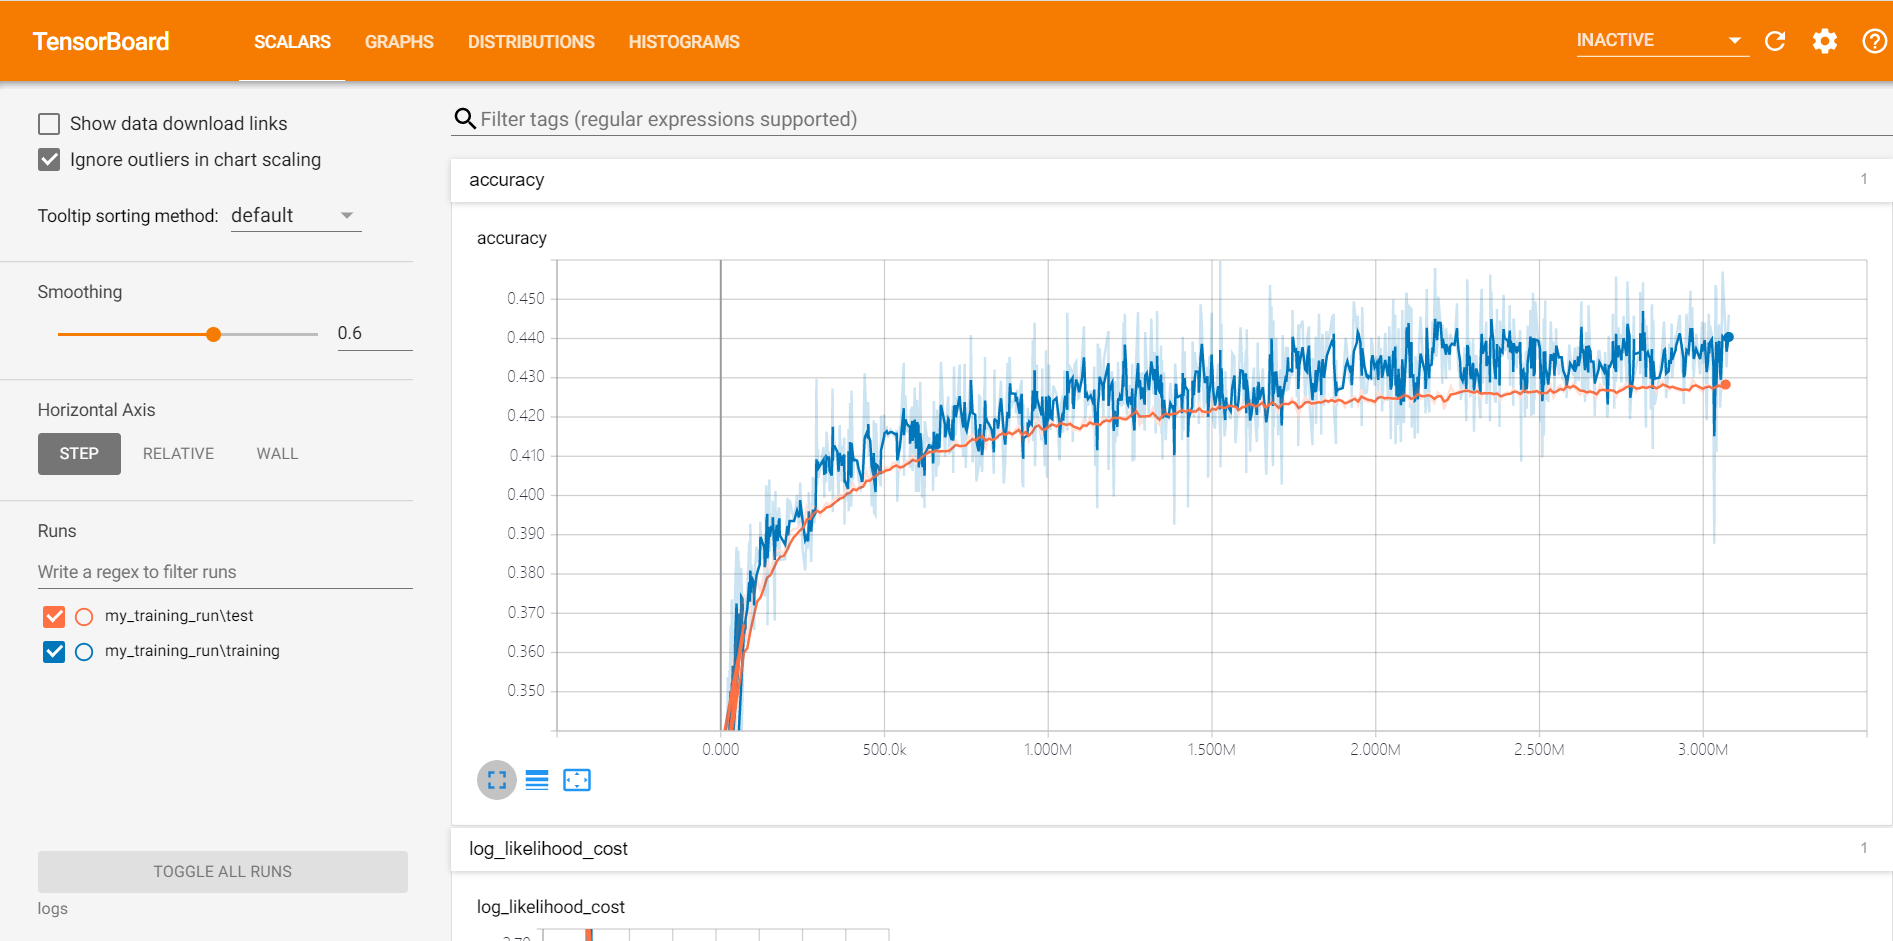 TensorBoard
SCALARS
GRAPHS
DISTRIBUTIONS
HISTOGRAMS
INACTIVE
Show data download links
Ignore outliers in chart scaling
Tooltip sorting method: default
Smoothing
0.6
Horizontal Axis
STEP
RELATIVE
WALL
Runs
Write a regex to filter runs
my_training_run\test
my_training_run\training
TOGGLE ALL RUNS
logs
Filter tags (regular expressions supported)
accuracy
1
accuracy
0.450
0.440
0.430
0.420
0.410
0.400
0.390
0.380
0.370
0.360
0.350
0.000
500.0k
1.000M
1.500M
2.000M
2.500M
3.000M
log_likelihood_cost
1
log_likelihood_cost